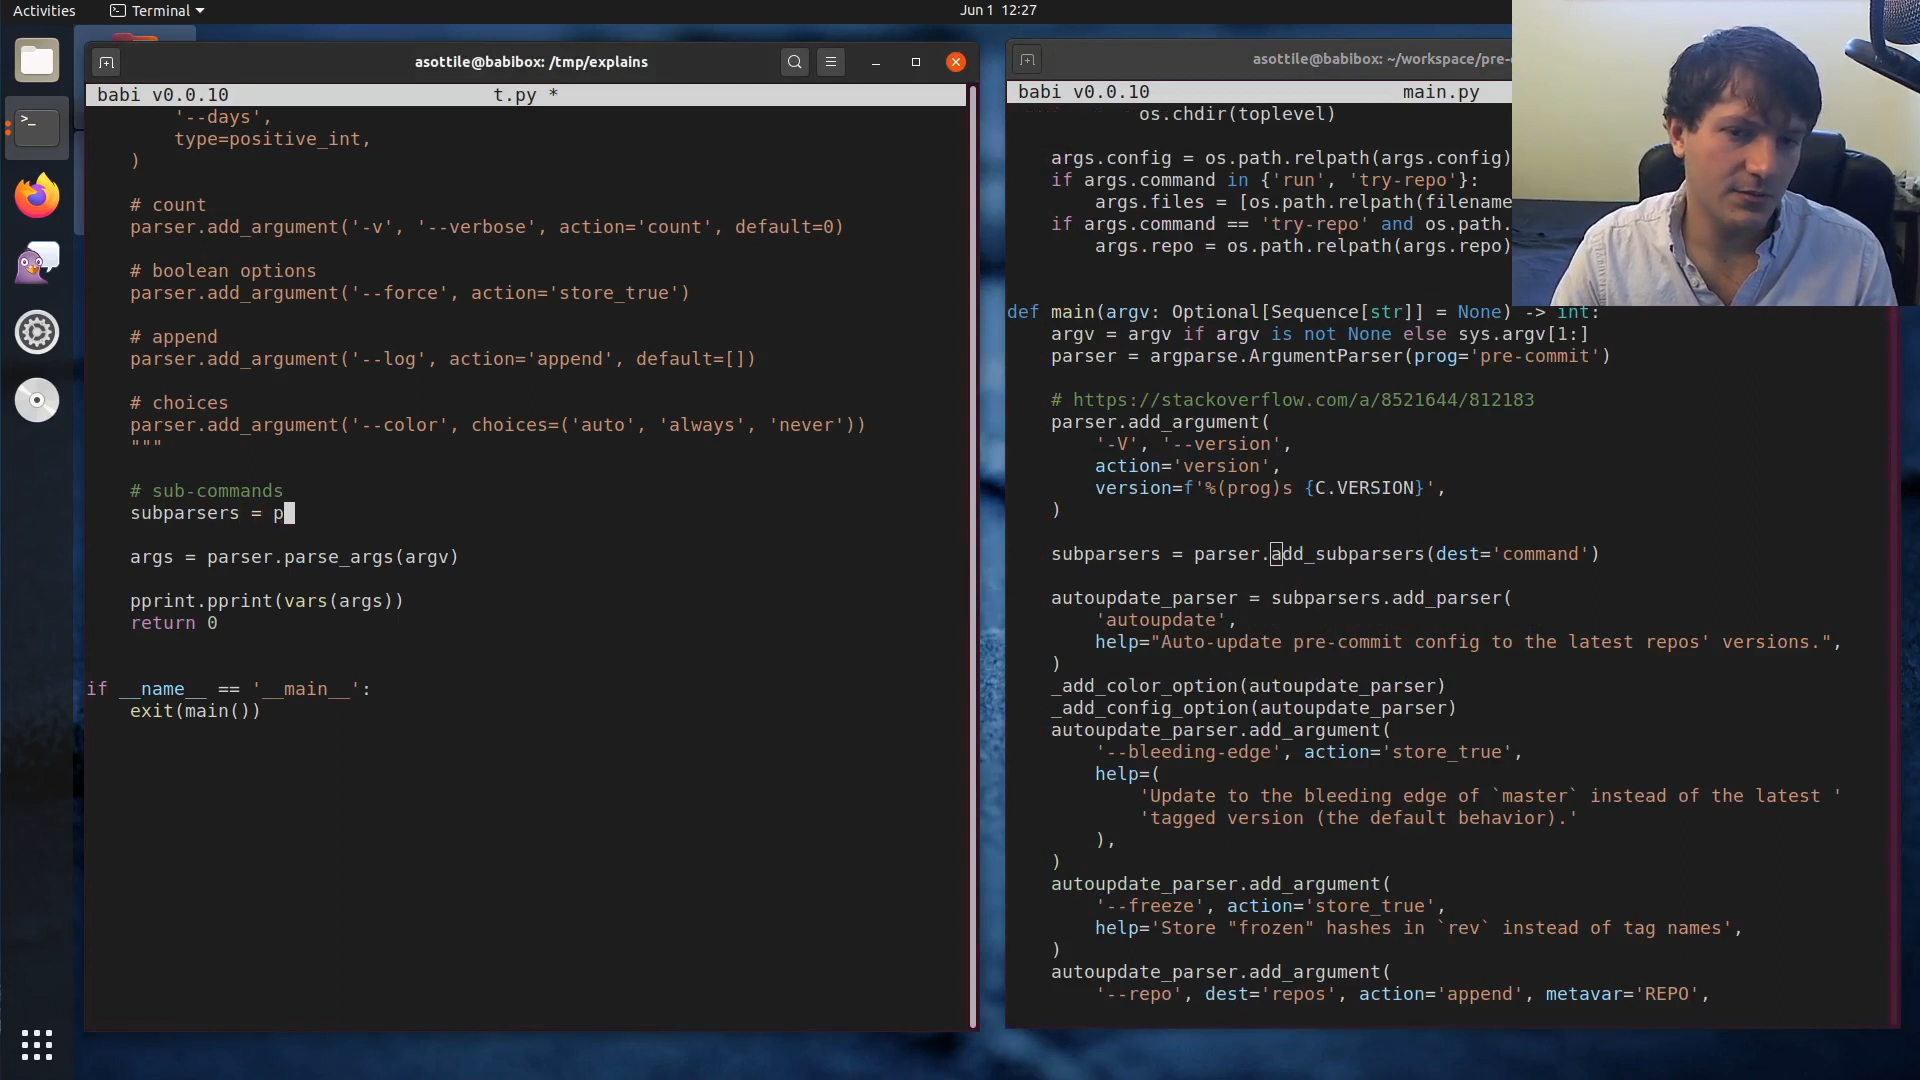 Activities
Terminal
Jun 1 12:27
asottile@babibox: /tmp/explains
babi v0.0.10
t.py *
'--days',
type=positive_int,
)
# count
parser.add_argument('-v', '--verbose', action='count', default=0)
# boolean options
parser.add_argument('--force', action='store_true')
# append
parser.add_argument('--log', action='append', default=[])
# choices
parser.add_argument('--color', choices=('auto', 'always', 'never'))
"""
# sub-commands
subparsers = p
args = parser.parse_args(argv)
pprint.pprint(vars(args))
return 0
if __name__ == '__main__':
exit(main())
asottile@babibox: ~/workspace/pre-
babi v0.0.10
main.py
os.chdir(toplevel)
args.config = os.path.relpath(args.config)
if args.command in {'run', 'try-repo'}:
args.files = [os.path.relpath(filename
if args.command == 'try-repo' and os.path.
args.repo = os.path.relpath(args.repo)
def main(argv: Optional[Sequence[str]] = None) -> int:
argv = argv if argv is not None else sys.argv[1:]
parser = argparse.ArgumentParser(prog='pre-commit')
# https://stackoverflow.com/a/8521644/812183
parser.add_argument(
'-V', '--version',
action='version',
version=f'%(prog)s {C.VERSION}',
)
subparsers = parser.add_subparsers(dest='command')
autoupdate_parser = subparsers.add_parser(
'autoupdate',
help="Auto-update pre-commit config to the latest repos' versions.",
)
_add_color_option(autoupdate_parser)
_add_config_option(autoupdate_parser)
autoupdate_parser.add_argument(
'--bleeding-edge', action='store_true',
help=(
'Update to the bleeding edge of `master` instead of the latest '
'tagged version (the default behavior).'
),
)
autoupdate_parser.add_argument(
'--freeze', action='store_true',
help='Store "frozen" hashes in `rev` instead of tag names',
)
autoupdate_parser.add_argument(
'--repo', dest='repos', action='append', metavar='REPO',